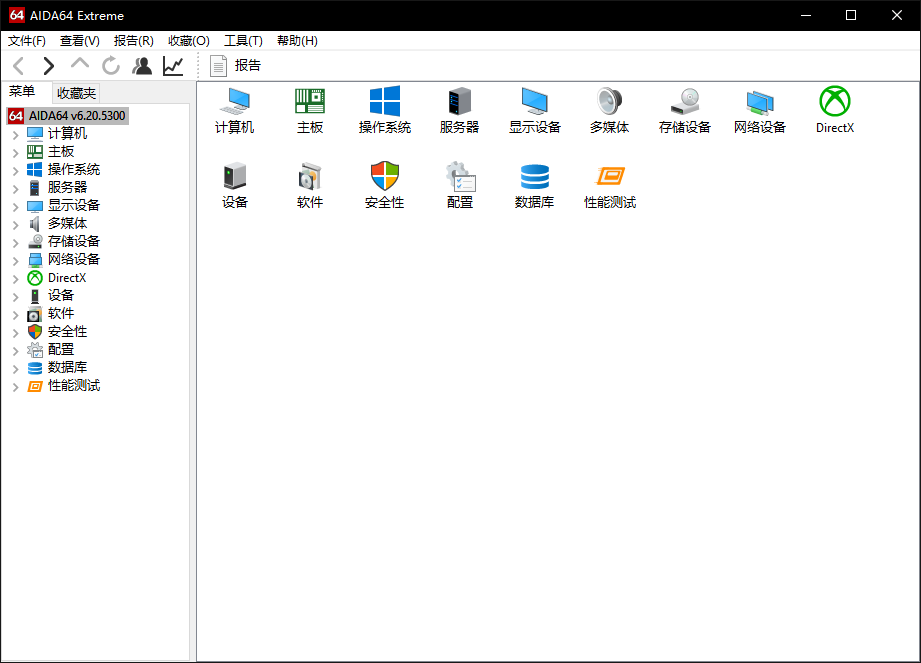 64 AIDA64 Extreme
文件(F) 查看(V) 报告(R) 收藏(O) 工具(T) 帮助(H)
报告
菜单 收藏夹
64 AIDA64 v6.20.5300
计算机
主板
操作系统
服务器
显示设备
多媒体
存储设备
网络设备
DirectX
设备
软件
安全性
配置
数据库
性能测试
计算机 主板 操作系统 服务器 显示设备 多媒体 存储设备 网络设备 DirectX
设备 软件 安全性 配置 数据库 性能测试